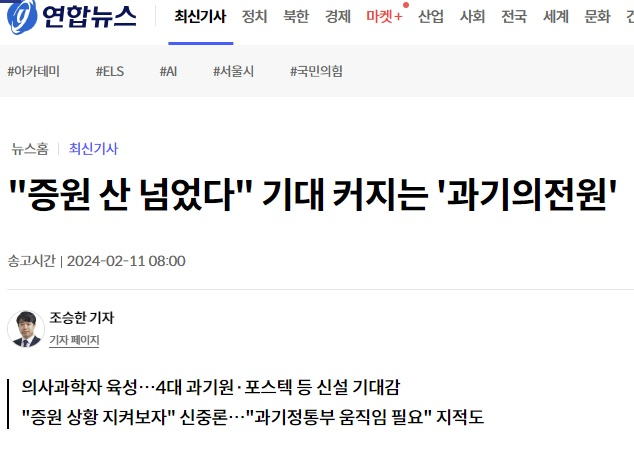 연합뉴스 최신기사 정치 북한 경제 마켓+ 산업 사회 전국 세계 문화
#아카데미 #ELS #AI #서울시 #국민의힘
뉴스홈 최신기사
"증원 산 넘었다" 기대 커지는 '과기의전원'
송고시간 | 2024-02-11 08:00
조승한 기자
기자 페이지
의사과학자 육성…4대 과기원·포스텍 등 신설 기대감
"증원 상황 지켜보자" 신중론…"과기정통부 움직임 필요" 지적도